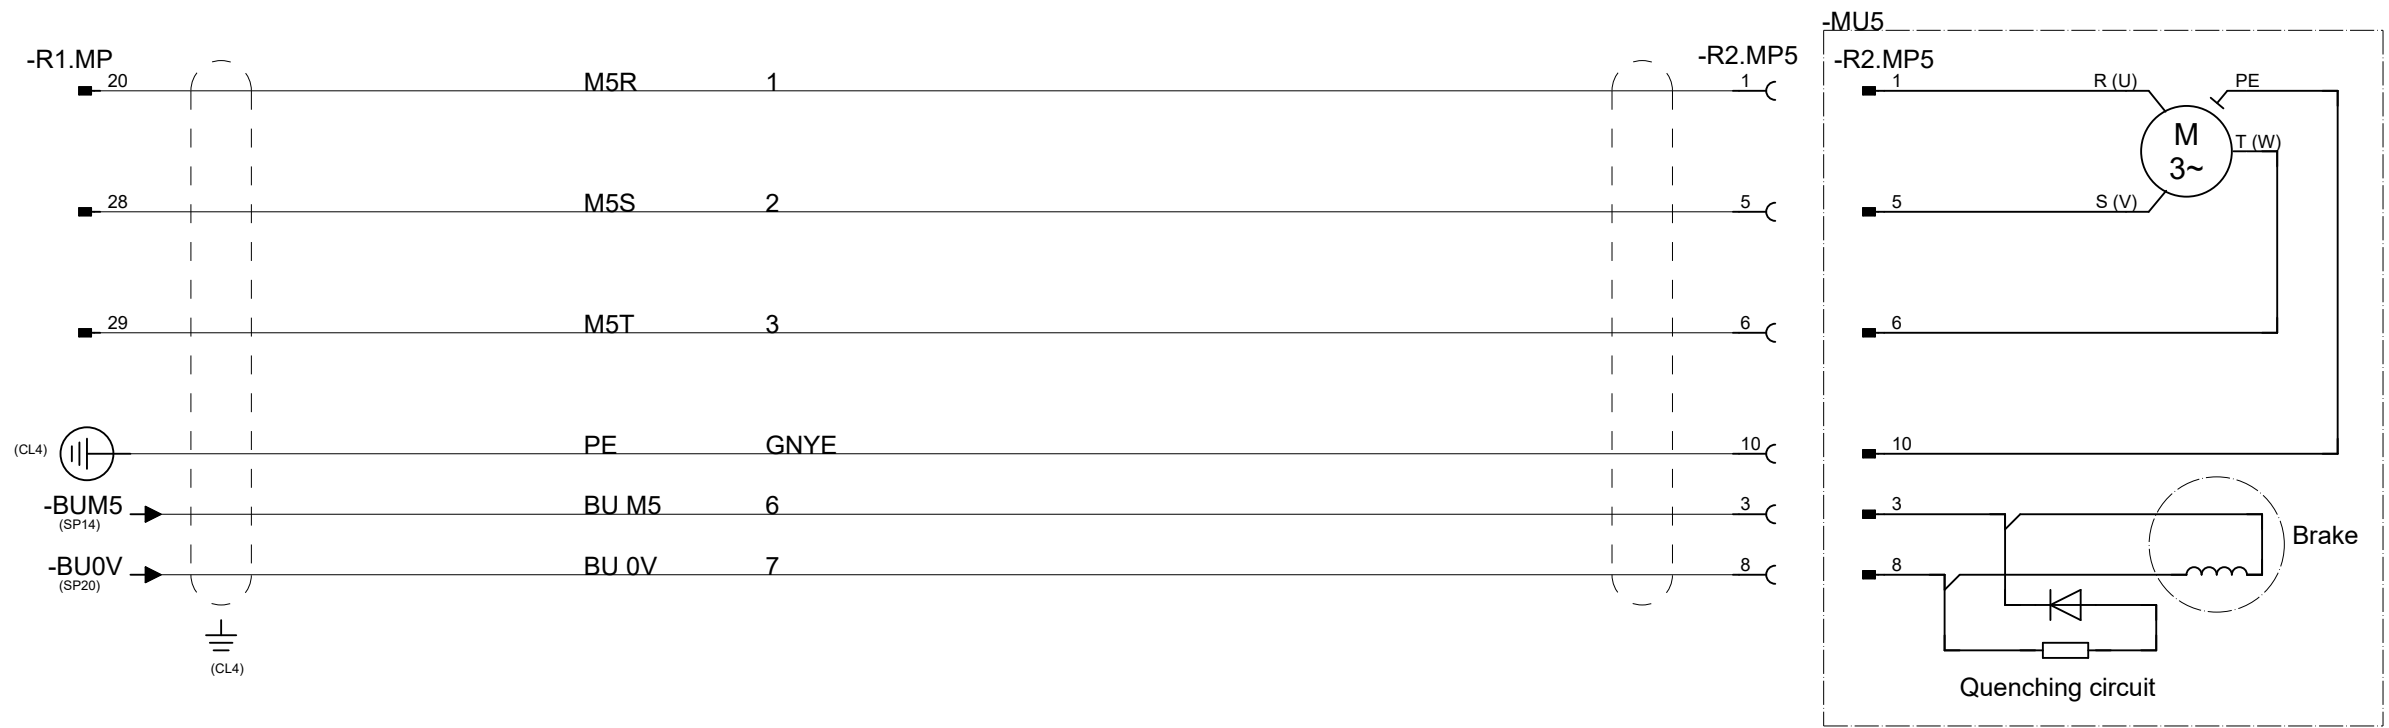 -MU5
-R1.MP
-R2.MP5
-R2.MP5
20 M5R 1 1 1 R (U) PE
M
3~
T (W)
28 M5S 2 5 5 S (V)
29 M5T 3 6 6
(CL4) PE GNYE 10 10
-BUM5 BU M5 6 3 3
(SP14)
Brake
-BU0V BU 0V 7 8 8
(SP20)
(CL4)
Quenching circuit